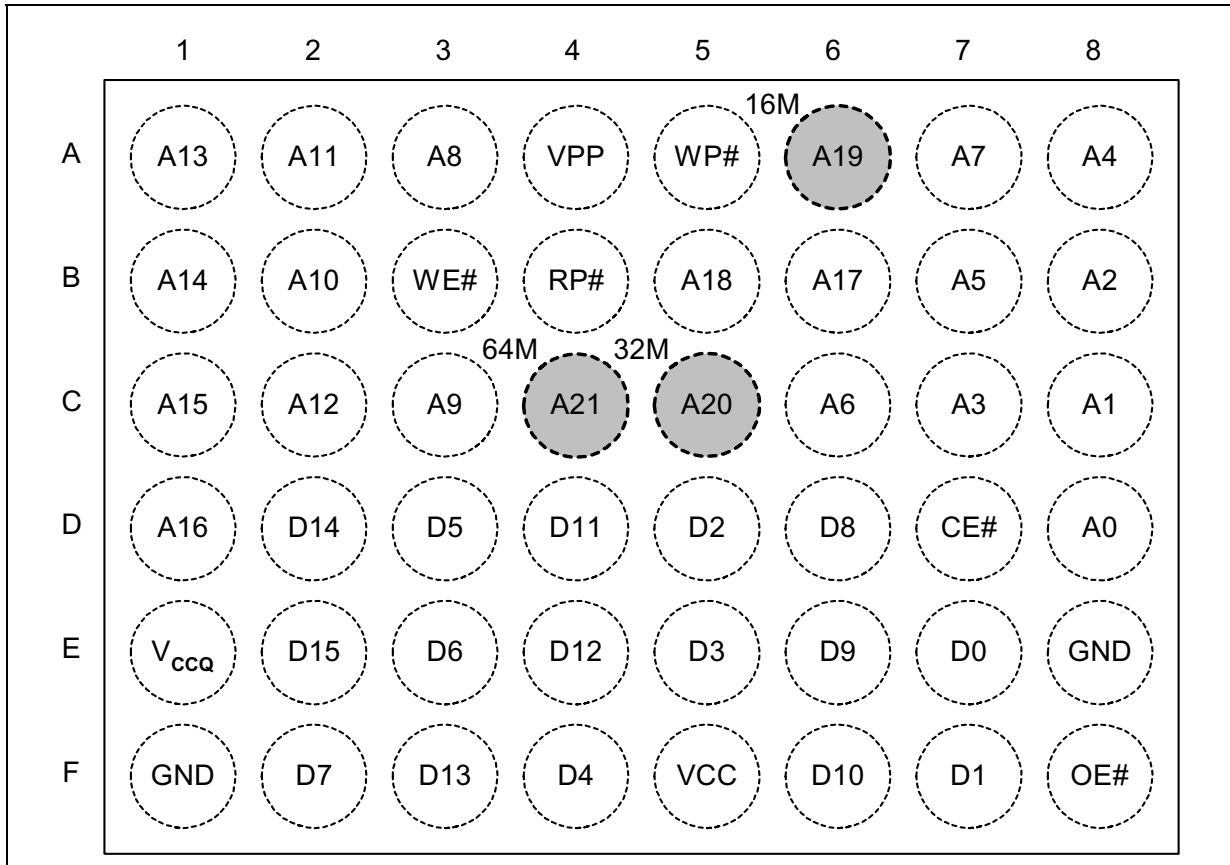 1 2 3 4 5 6 7 8
16M
A A13 A11 A8 VPP WP# A19 A7 A4
B A14 A10 WE# RP# A18 A17 A5 A2
64M 32M
C A15 A12 A9 A21 A20 A6 A3 A1
D A16 D14 D5 D11 D2 D8 CE# A0
E VCCQ D15 D6 D12 D3 D9 D0 GND
F GND D7 D13 D4 VCC D10 D1 OE#